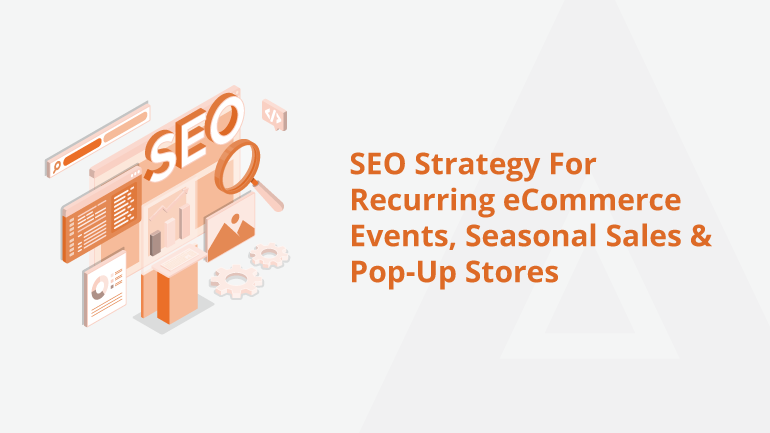 SEO
</>
SEO Strategy For
Recurring eCommerce
Events, Seasonal Sales &
Pop-Up Stores